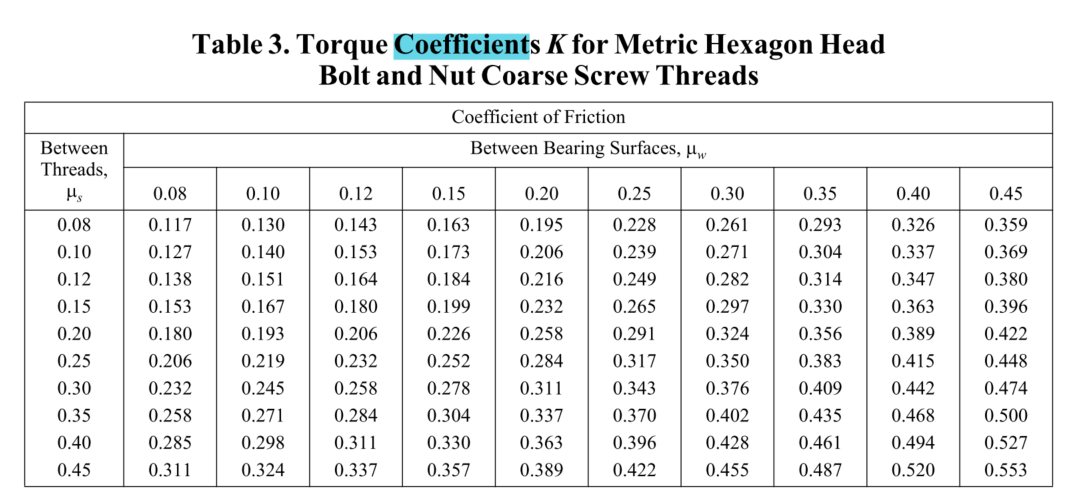 Table 3. Torque Coefficients K for Metric Hexagon Head
Bolt and Nut Coarse Screw Threads
Coefficient of Friction
Between Threads, μs
Between Bearing Surfaces, μw
0.08 0.10 0.12 0.15 0.20 0.25 0.30 0.35 0.40 0.45
0.08 0.117 0.130 0.143 0.163 0.195 0.228 0.261 0.293 0.326 0.359
0.10 0.127 0.140 0.153 0.173 0.206 0.239 0.271 0.304 0.337 0.369
0.12 0.138 0.151 0.164 0.184 0.216 0.249 0.282 0.314 0.347 0.380
0.15 0.153 0.167 0.180 0.199 0.232 0.265 0.297 0.330 0.363 0.396
0.20 0.180 0.193 0.206 0.226 0.258 0.291 0.324 0.356 0.389 0.422
0.25 0.206 0.219 0.232 0.252 0.284 0.317 0.350 0.383 0.415 0.448
0.30 0.232 0.245 0.258 0.278 0.311 0.343 0.376 0.409 0.442 0.474
0.35 0.258 0.271 0.284 0.304 0.337 0.370 0.402 0.435 0.468 0.500
0.40 0.285 0.298 0.311 0.330 0.363 0.396 0.428 0.461 0.494 0.527
0.45 0.311 0.324 0.337 0.357 0.389 0.422 0.455 0.487 0.520 0.553